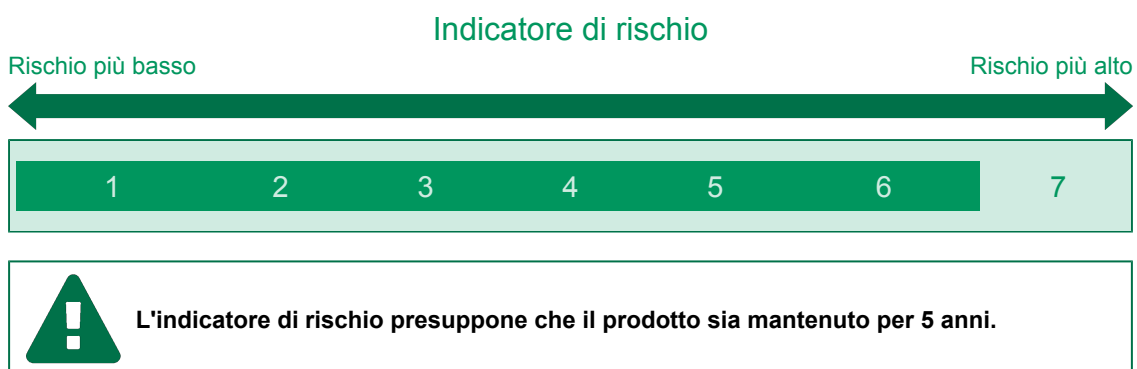 Indicatore di rischio
Rischio più basso Rischio più alto
1 2 3 4 5 6 7
L'indicatore di rischio presuppone che il prodotto sia mantenuto per 5 anni.